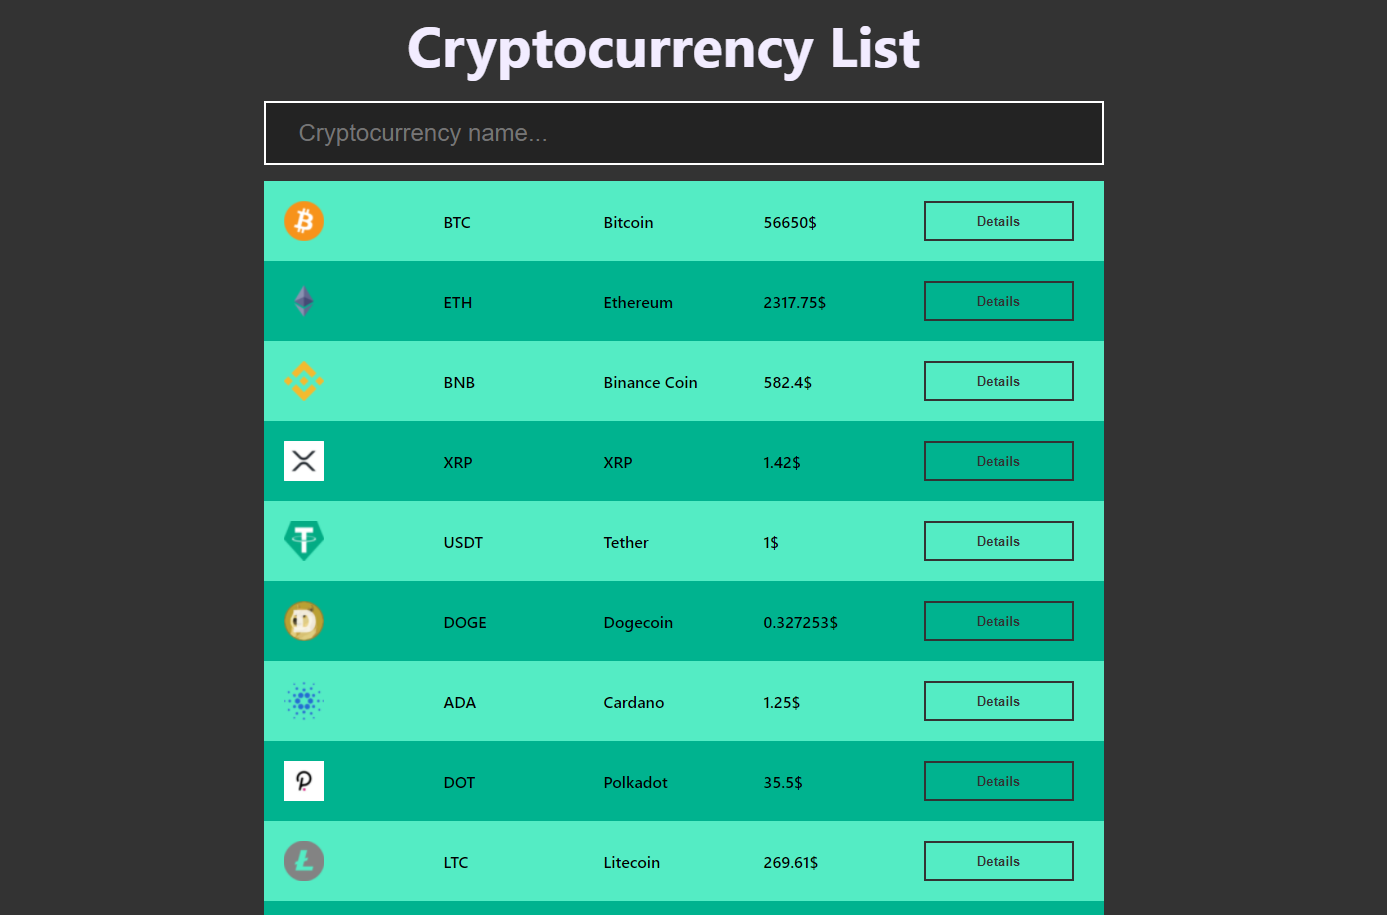 Cryptocurrency List
Cryptocurrency name...
BTC Bitcoin 56650$ Details
ETH Ethereum 2317.75$ Details
BNB Binance Coin 582.4$ Details
XRP XRP 1.42$ Details
USDT Tether 1$ Details
DOGE Dogecoin 0.327253$ Details
ADA Cardano 1.25$ Details
DOT Polkadot 35.5$ Details
LTC Litecoin 269.61$ Details